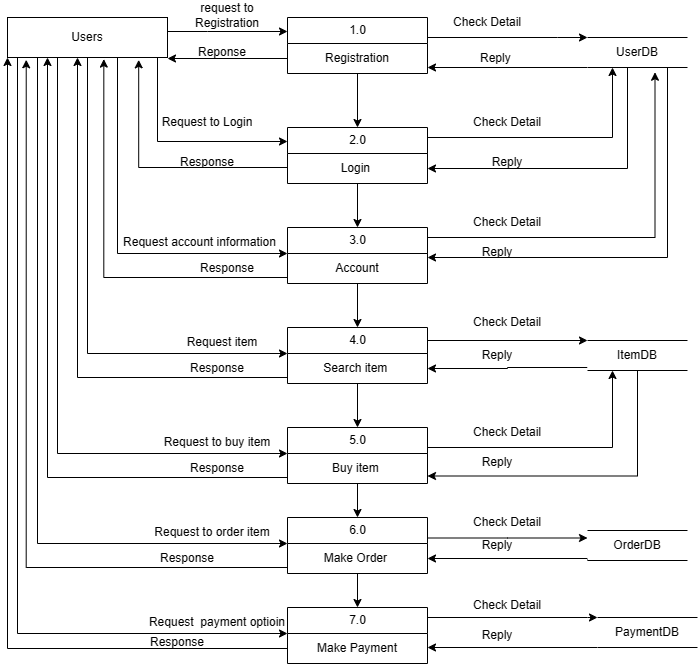 request to
Registration
Users
1.0
Check Detail
Reponse
Registration
Reply
UserDB
Request to Login
2.0
Check Detail
Response
Login
Reply
Request account information
3.0
Check Detail
Response
Account
Reply
Request item
4.0
Check Detail
Response
Search item
Reply
ItemDB
Request to buy item
5.0
Check Detail
Response
Buy item
Reply
Request to order item
6.0
Check Detail
Response
Make Order
Reply
OrderDB
Request  payment optioin
7.0
Check Detail
Response
Make Payment
Reply
PaymentDB